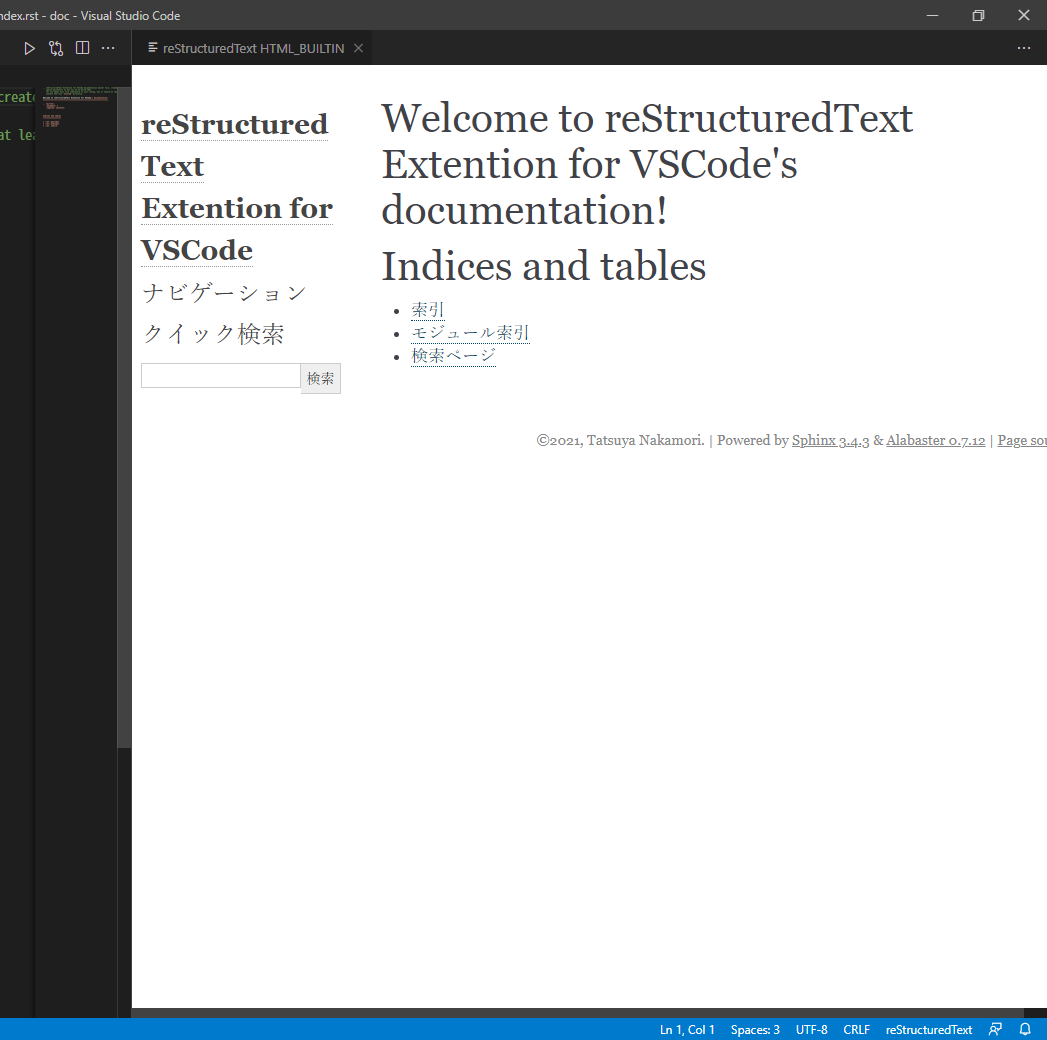 ndex.rst - doc - Visual Studio Code
reStructuredText HTML_BUILTIN
create
at lea
reStructured
Text
Extention for
VSCode
ナビゲーション
クイック検索
検索
Welcome to reStructuredText
Extention for VSCode's
documentation!
Indices and tables
索引
モジュール索引
検索ページ
©2021, Tatsuya Nakamori. | Powered by Sphinx 3.4.3 & Alabaster 0.7.12 | Page sou
Ln 1, Col 1 Spaces: 3 UTF-8 CRLF reStructuredText